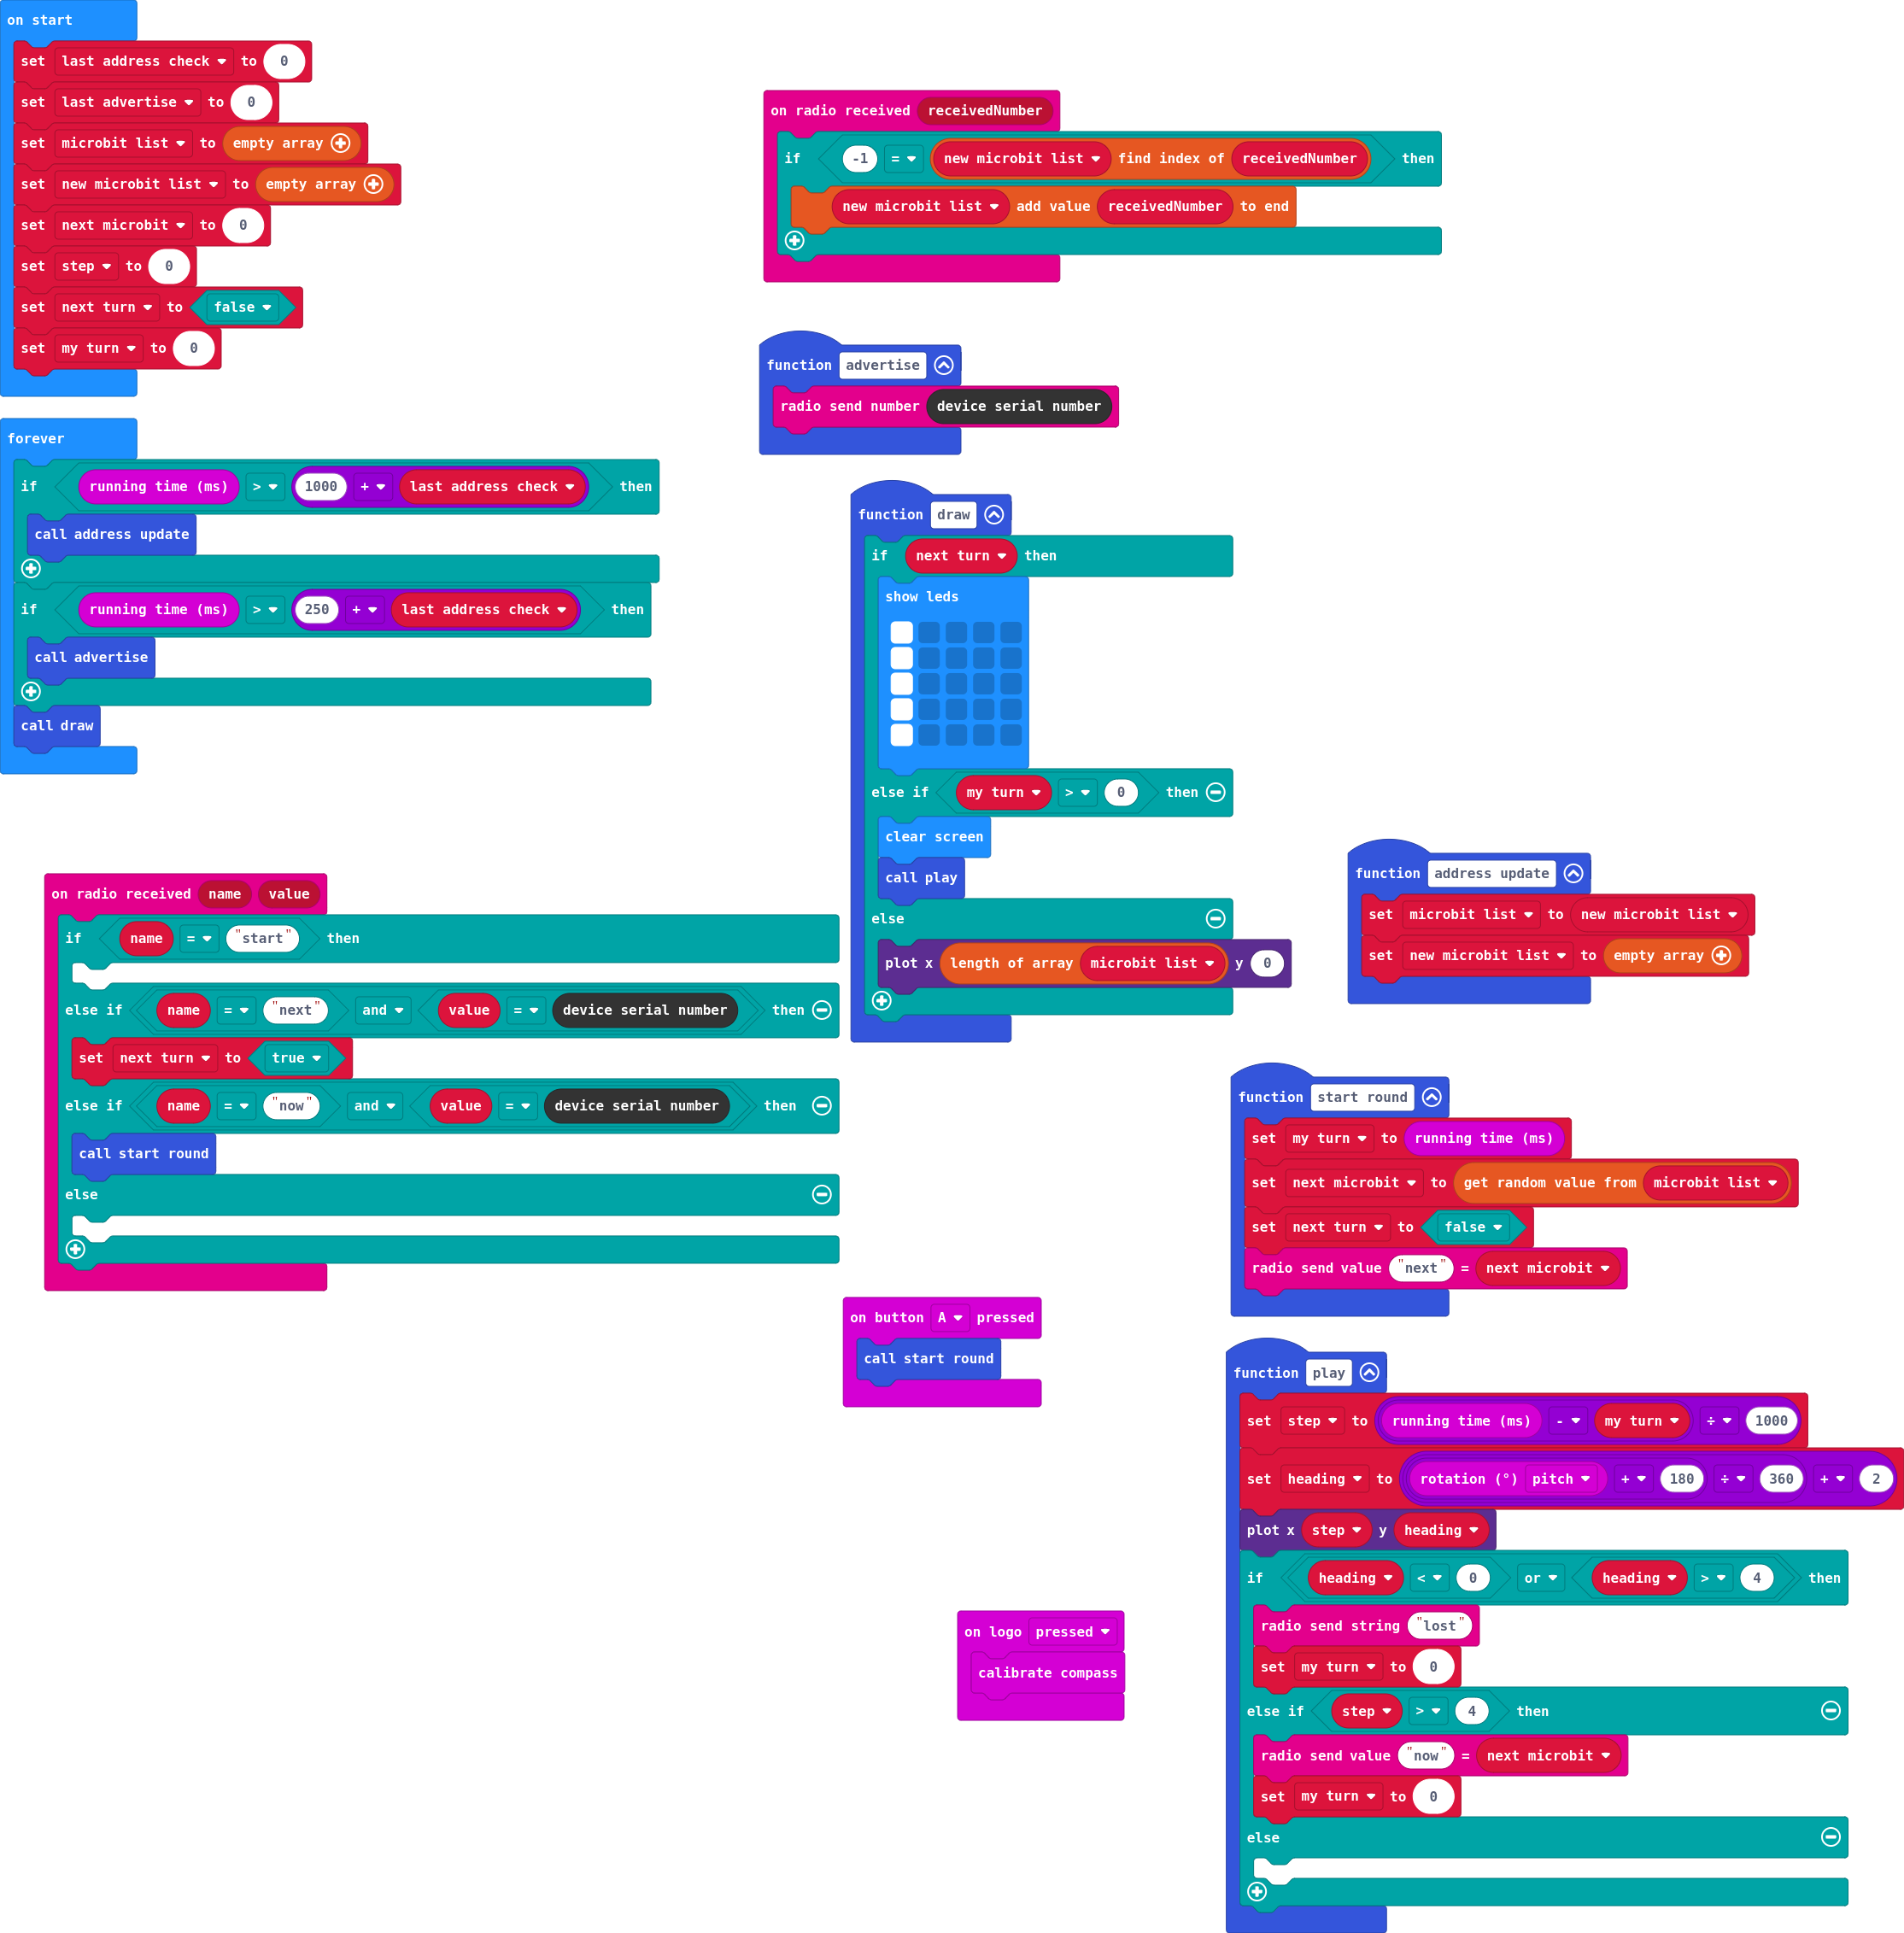 on start
set last address check to 0
set last advertise to 0
set microbit list to empty array
set new microbit list to empty array
set next microbit to 0
set step to 0
set next turn to false
set my turn to 0
forever
if running time (ms) > 1000 + last address check then
call address update
if running time (ms) > 250 + last address check then
call advertise
call draw
on radio received receivedNumber
if -1 = new microbit list find index of receivedNumber then
new microbit list add value receivedNumber to end
function advertise
radio send number device serial number
function draw
if next turn then
show leds
else if my turn > 0 then
clear screen
call play
else
plot x length of array microbit list y 0
function address update
set microbit list to new microbit list
set new microbit list to empty array
on radio received name value
if name = "start" then
else if name = "next" and value = device serial number then
set next turn to true
else if name = "now" and value = device serial number then
call start round
else
function start round
set my turn to running time (ms)
set next microbit to get random value from microbit list
set next turn to false
radio send value "next" = next microbit
on button A pressed
call start round
function play
set step to running time (ms) - my turn ÷ 1000
set heading to rotation (°) pitch + 180 ÷ 360 + 2
plot x step y heading
if heading < 0 or heading > 4 then
radio send string "lost"
set my turn to 0
else if step > 4 then
radio send value "now" = next microbit
set my turn to 0
else
on logo pressed
calibrate compass